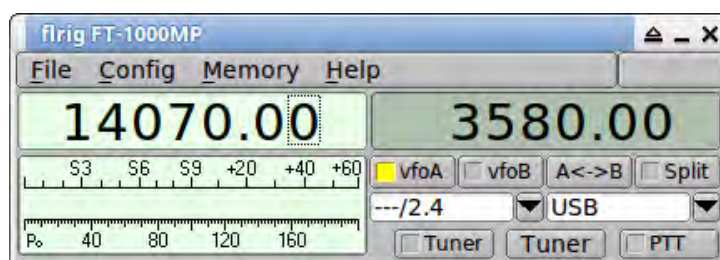 flrig FT-1000MP
File Config Memory Help
14070.00 3580.00
S3 S6 S9 +20 +40 +60 vfoA vfoB A<->B Split
---/2.4 USB
Po 40 80 120 160 Tuner Tuner PTT